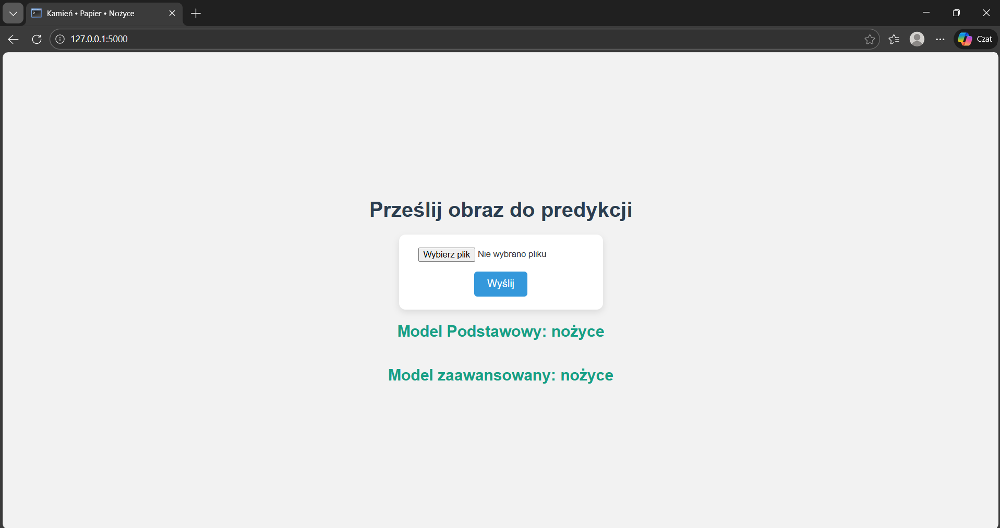 Kamień • Papier • Nożyce
127.0.0.1:5000
Czat
Prześlij obraz do predykcji
Wybierz plik Nie wybrano pliku
Wyślij
Model Podstawowy: nożyce
Model zaawansowany: nożyce